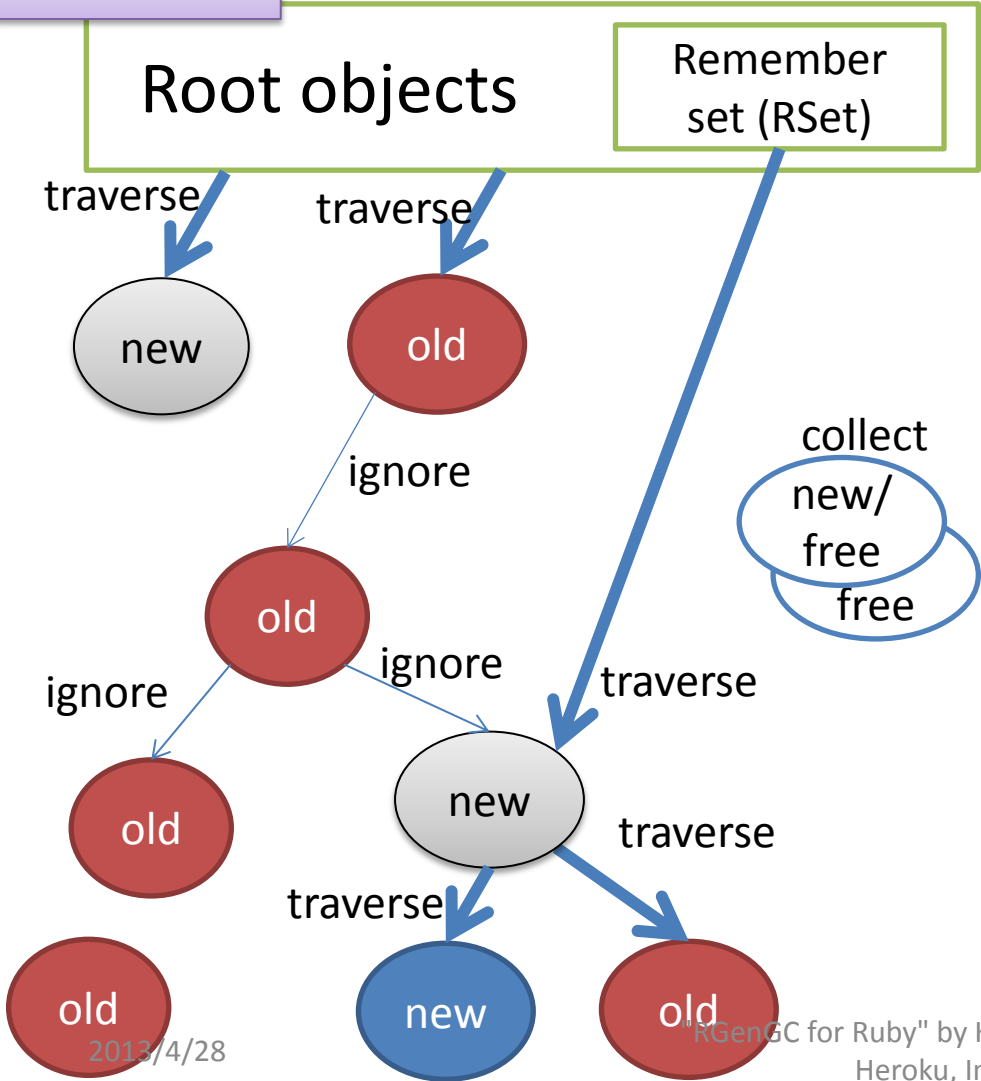 Root objects
Remember
set (RSet)
traverse
traverse
new
old
ignore
collect
new/
free
free
old
ignore
ignore
traverse
old
new
traverse
traverse
old
new
old
2013/4/28
"RGenGC for Ruby" by
Heroku,